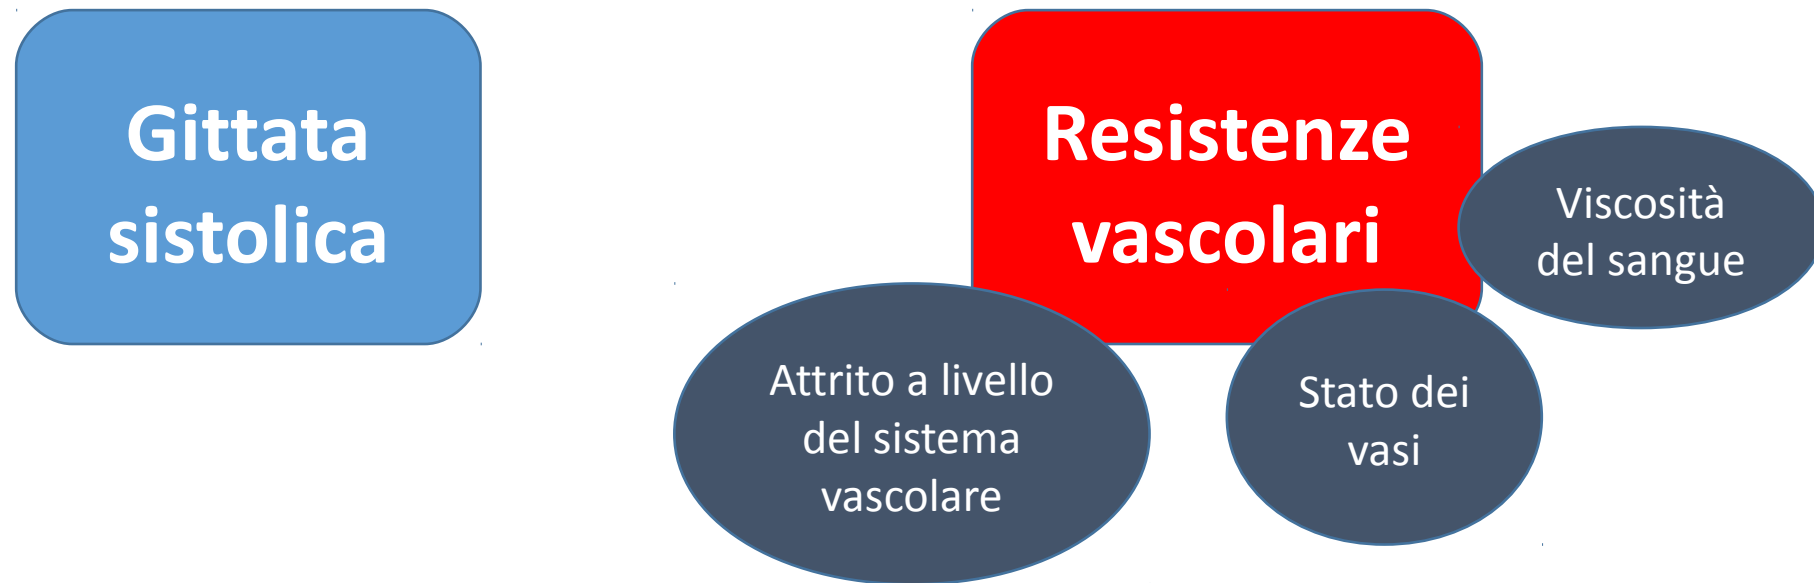 Gittata
sistolica
Resistenze
vascolari
Viscosità
del sangue
Attrito a livello
del sistema
vascolare
Stato dei
vasi